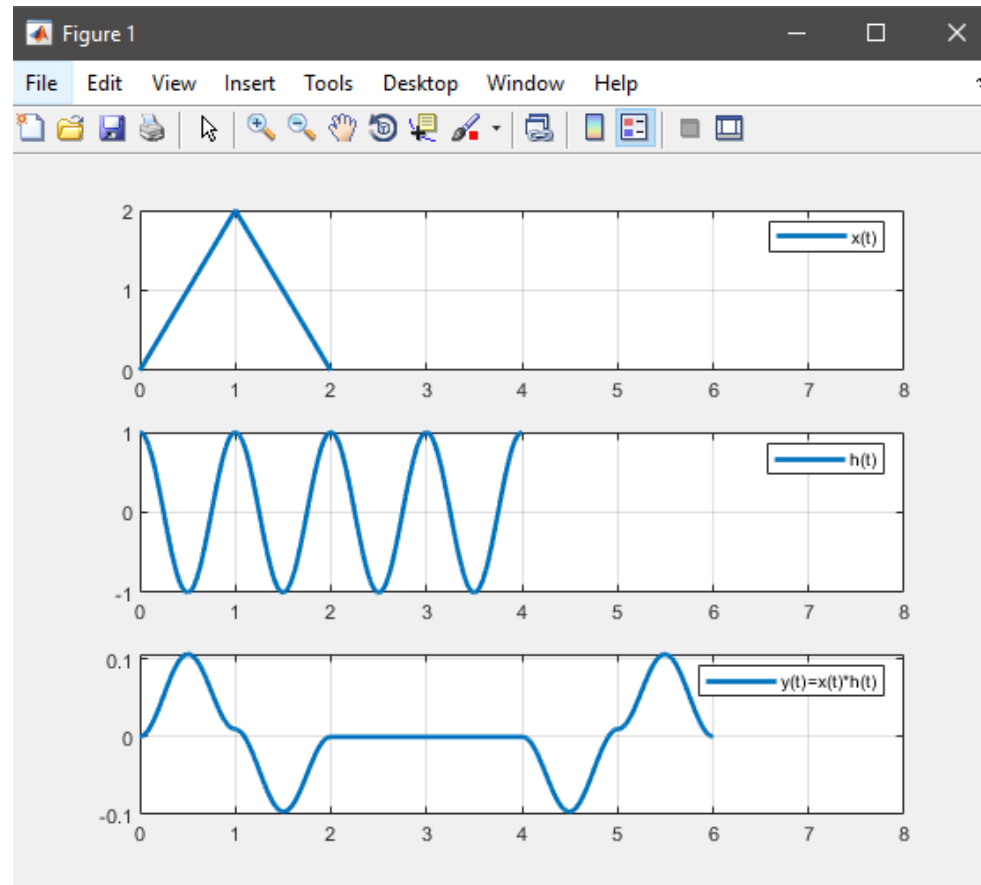 Figure 1
File Edit View Insert Tools Desktop Window Help
2
1
0
0 1 2 3 4 5 6 7 8
x(t)
1
0
-1
0 1 2 3 4 5 6 7 8
h(t)
0.1
0
-0.1
0 1 2 3 4 5 6 7 8
y(t)=x(t)*h(t)